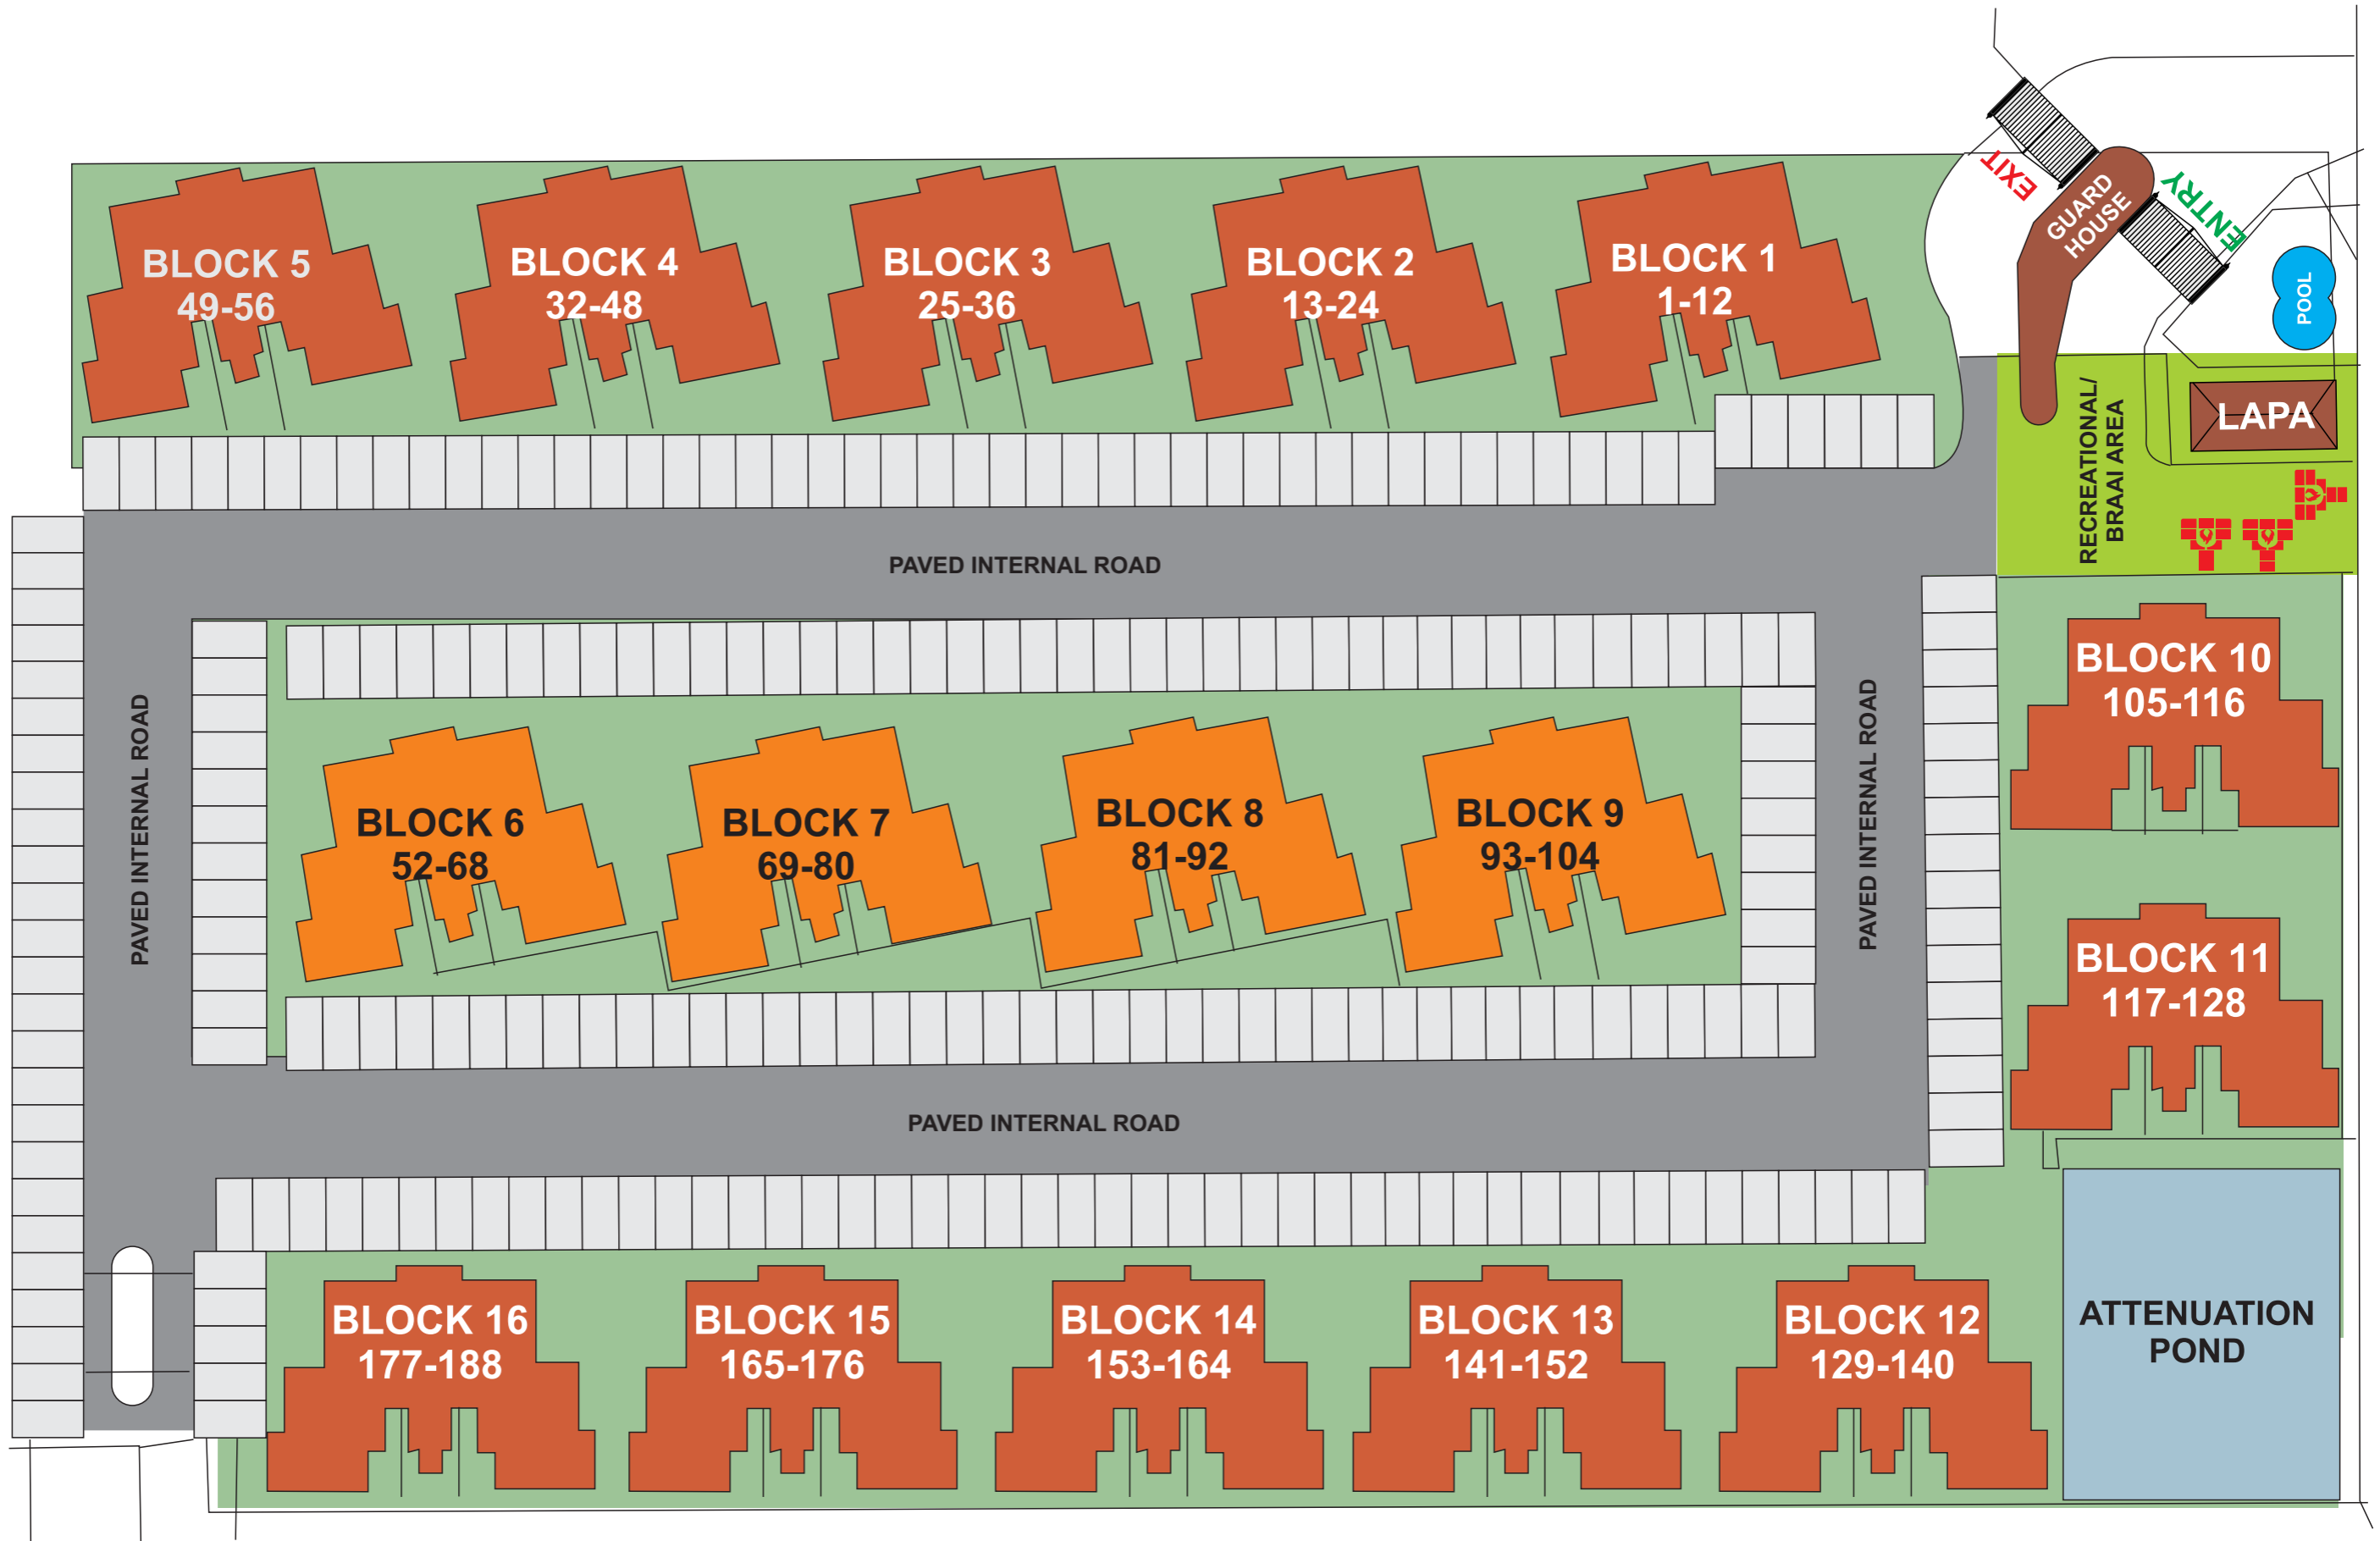 EXIT
ENTRY
GUARD
HOUSE
POOL
BLOCK 5
49-56
BLOCK 4
32-48
BLOCK 3
25-36
BLOCK 2
13-24
BLOCK 1
1-12
RECREATIONAL/
BRAAI AREA
LAPA
PAVED INTERNAL ROAD
PAVED INTERNAL ROAD
BLOCK 6
52-68
BLOCK 7
69-80
BLOCK 8
81-92
BLOCK 9
93-104
PAVED INTERNAL ROAD
BLOCK 10
105-116
BLOCK 11
117-128
PAVED INTERNAL ROAD
BLOCK 16
177-188
BLOCK 15
165-176
BLOCK 14
153-164
BLOCK 13
141-152
BLOCK 12
129-140
ATTENUATION
POND